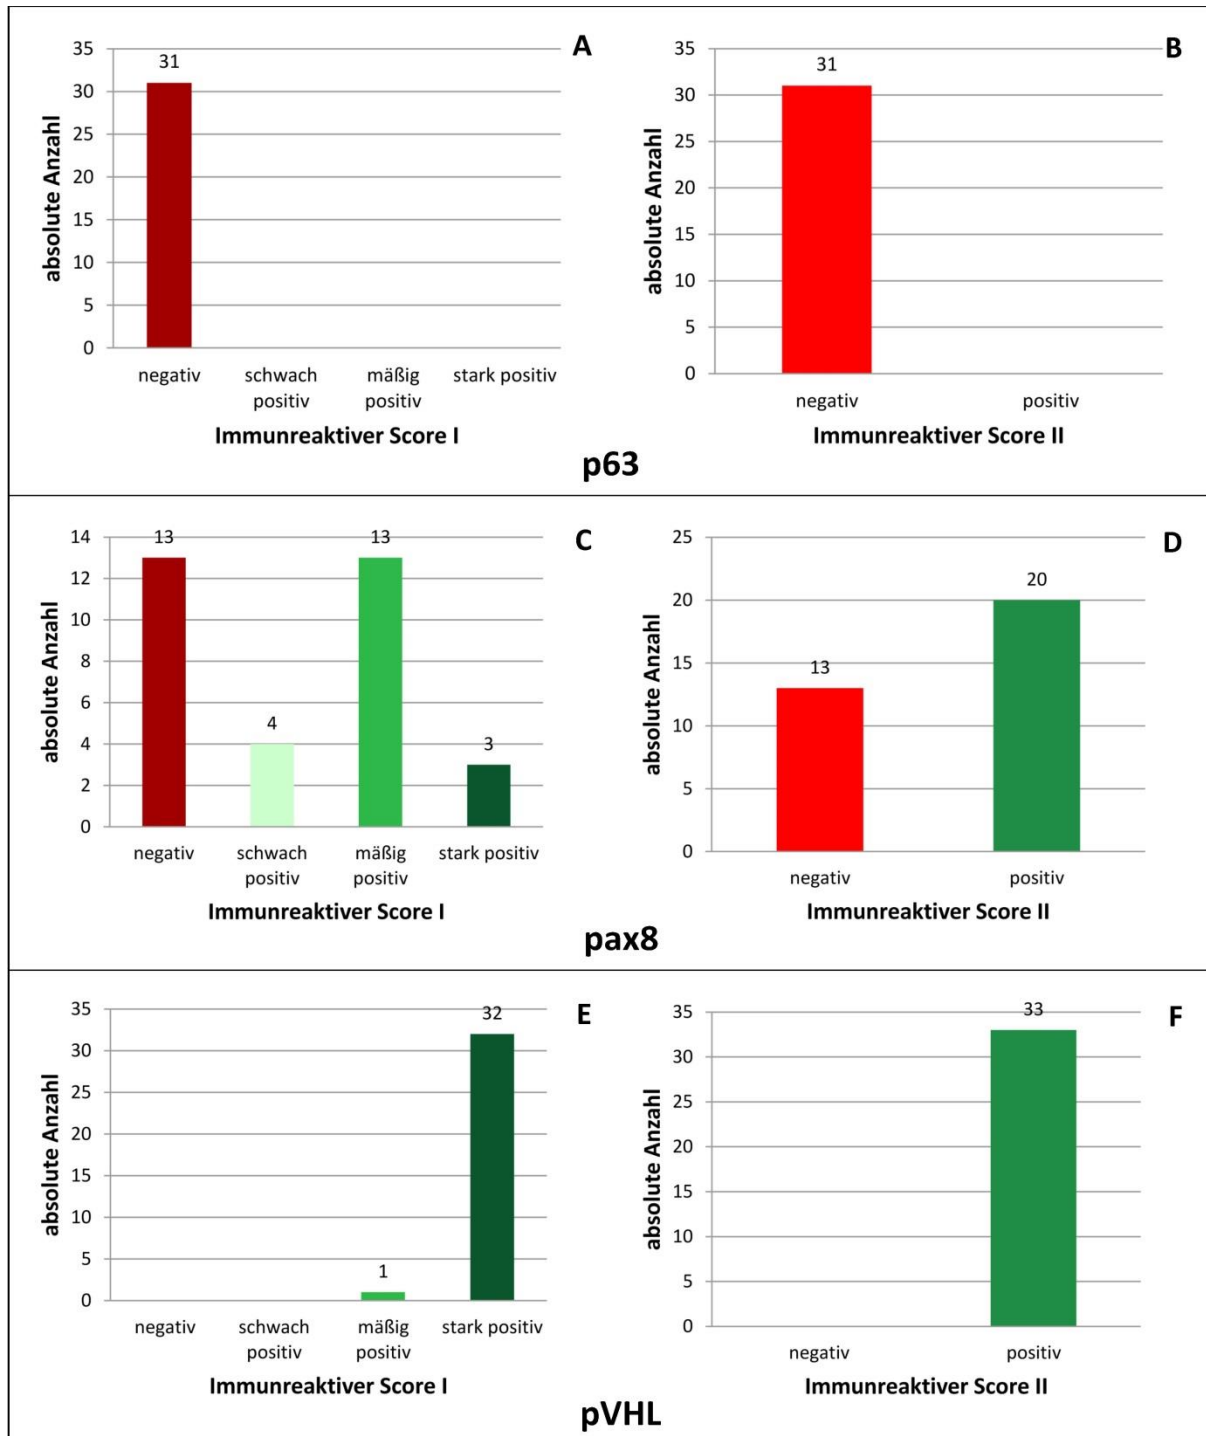 A
absolute Anzahl
35
30
25
20
15
10
5
0
31
negativ
schwach
positiv
mäßig
positiv
stark positiv
Immunreaktiver Score I
B
absolute Anzahl
35
30
25
20
15
10
5
0
31
negativ
positiv
Immunreaktiver Score II
p63
C
absolute Anzahl
14
12
10
8
6
4
2
0
13
4
13
3
negativ
schwach
positiv
mäßig
positiv
stark positiv
Immunreaktiver Score I
D
absolute Anzahl
25
20
15
10
5
0
13
20
negativ
positiv
Immunreaktiver Score II
pax8
E
absolute Anzahl
35
30
25
20
15
10
5
0
1
32
negativ
schwach
positiv
mäßig
positiv
stark positiv
Immunreaktiver Score I
F
absolute Anzahl
35
30
25
20
15
10
5
0
33
negativ
positiv
Immunreaktiver Score II
pVHL